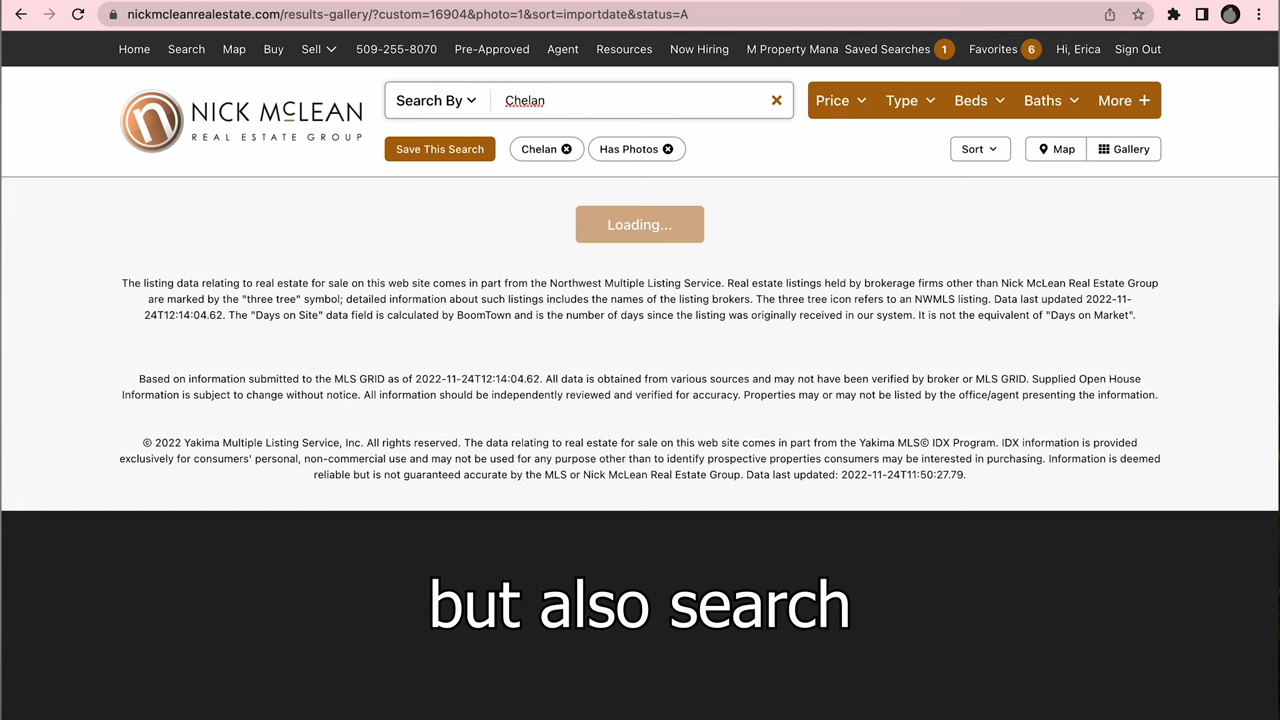 nickmcleanrealestate.com/results-gallery/?custom=16904&photo=1&sort=importdate&status=A
Home Search Map Buy Sell 509-255-8070 Pre-Approved Agent Resources Now Hiring M Property Mana Saved Searches 1 Favorites 6 Hi, Erica Sign Out
n NICK MCLEAN
REAL ESTATE GROUP
Search By Chelan
Price Type Beds Baths More +
Save This Search Chelan Has Photos Sort Map Gallery
Loading...
The listing data relating to real estate for sale on this web site comes in part from the Northwest Multiple Listing Service. Real estate listings held by brokerage firms other than Nick McLean Real Estate Group
are marked by the "three tree" symbol; detailed information about such listings includes the names of the listing brokers. The three tree icon refers to an NWMLS listing. Data last updated 2022-11-
24T12:14:04.62. The "Days on Site" data field is calculated by BoomTown and is the number of days since the listing was originally received in our system. It is not the equivalent of "Days on Market".
Based on information submitted to the MLS GRID as of 2022-11-24T12:14:04.62. All data is obtained from various sources and may not have been verified by broker or MLS GRID. Supplied Open House
Information is subject to change without notice. All information should be independently reviewed and verified for accuracy. Properties may or may not be listed by the office/agent presenting the information.
© 2022 Yakima Multiple Listing Service, Inc. All rights reserved. The data relating to real estate for sale on this web site comes in part from the Yakima MLS© IDX Program. IDX information is provided
exclusively for consumers' personal, non-commercial use and may not be used for any purpose other than to identify prospective properties consumers may be interested in purchasing. Information is deemed
reliable but is not guaranteed accurate by the MLS or Nick McLean Real Estate Group. Data last updated: 2022-11-24T11:50:27.79.
but also search